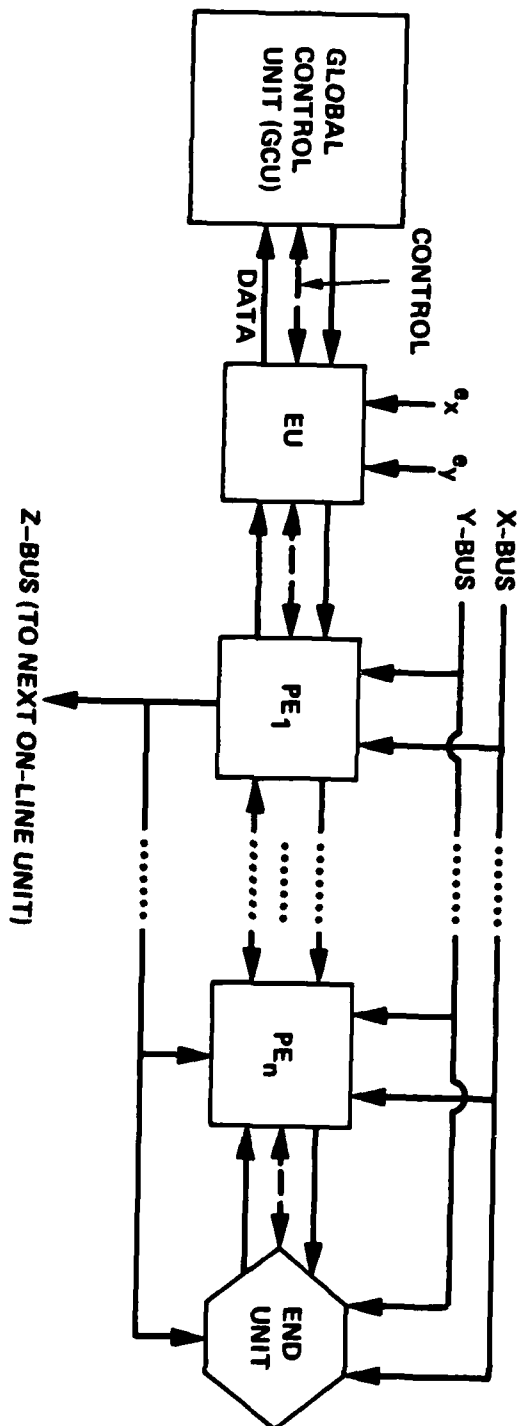 X–BUS
Y–BUS
e_x
e_y
CONTROL
DATA
GLOBAL
CONTROL
UNIT (GCU)
EU
PE_1
PE_n
END
UNIT
Z–BUS (TO NEXT ON-LINE UNIT)